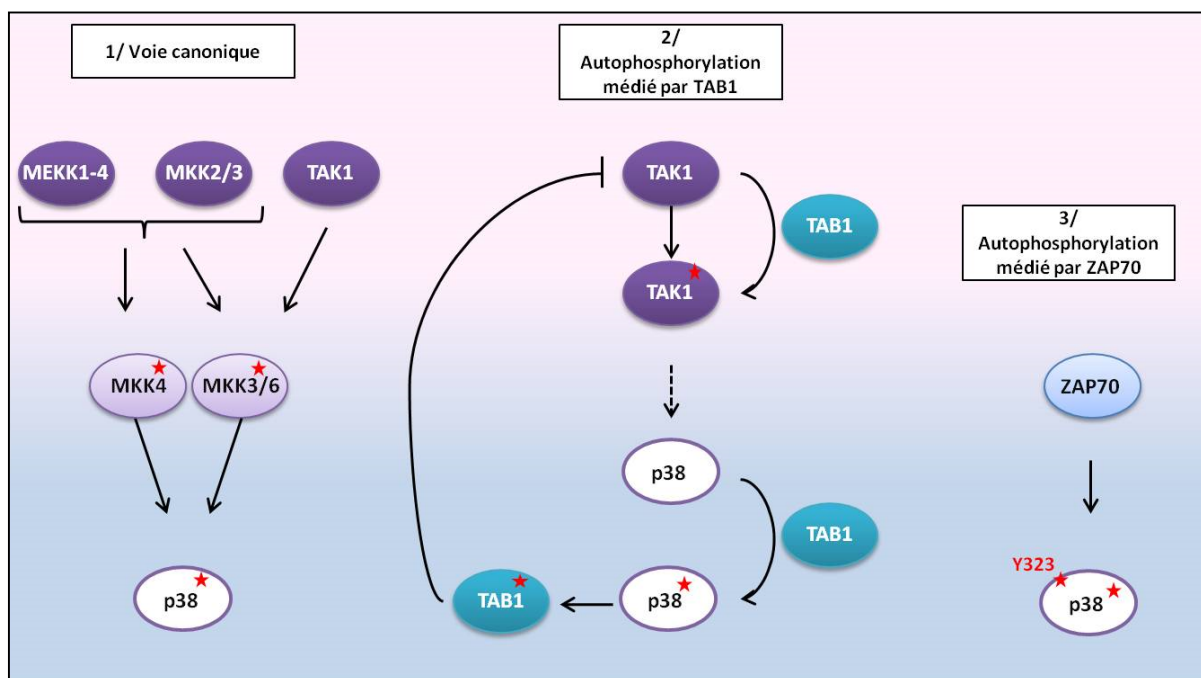 1/ Voie canonique
MEKK1-4
MKK2/3
TAK1
MKK4
MKK3/6
p38
2/
Autophosphorylation
médié par TAB1
TAK1
TAB1
TAK1
p38
TAB1
p38
TAB1
3/
Autophosphorylation
médié par ZAP70
ZAP70
Y323
p38